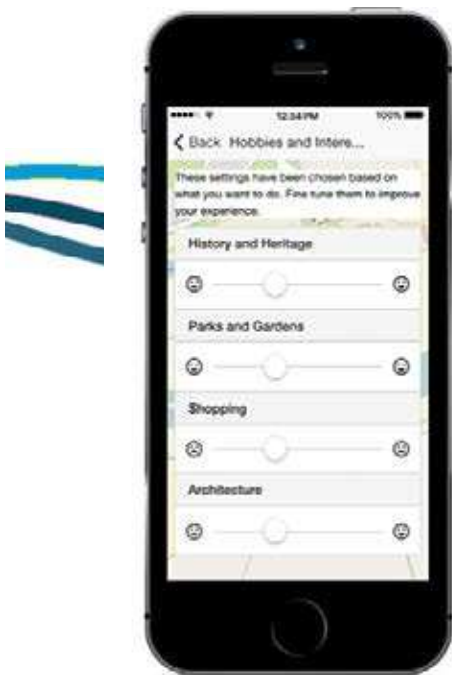 12:34 PM 100%
Back Hobbies and Intere...
These settings have been chosen based on
what you want to do. Fine tune them to improve
your experience.
History and Heritage
Parks and Gardens
Shopping
Architecture